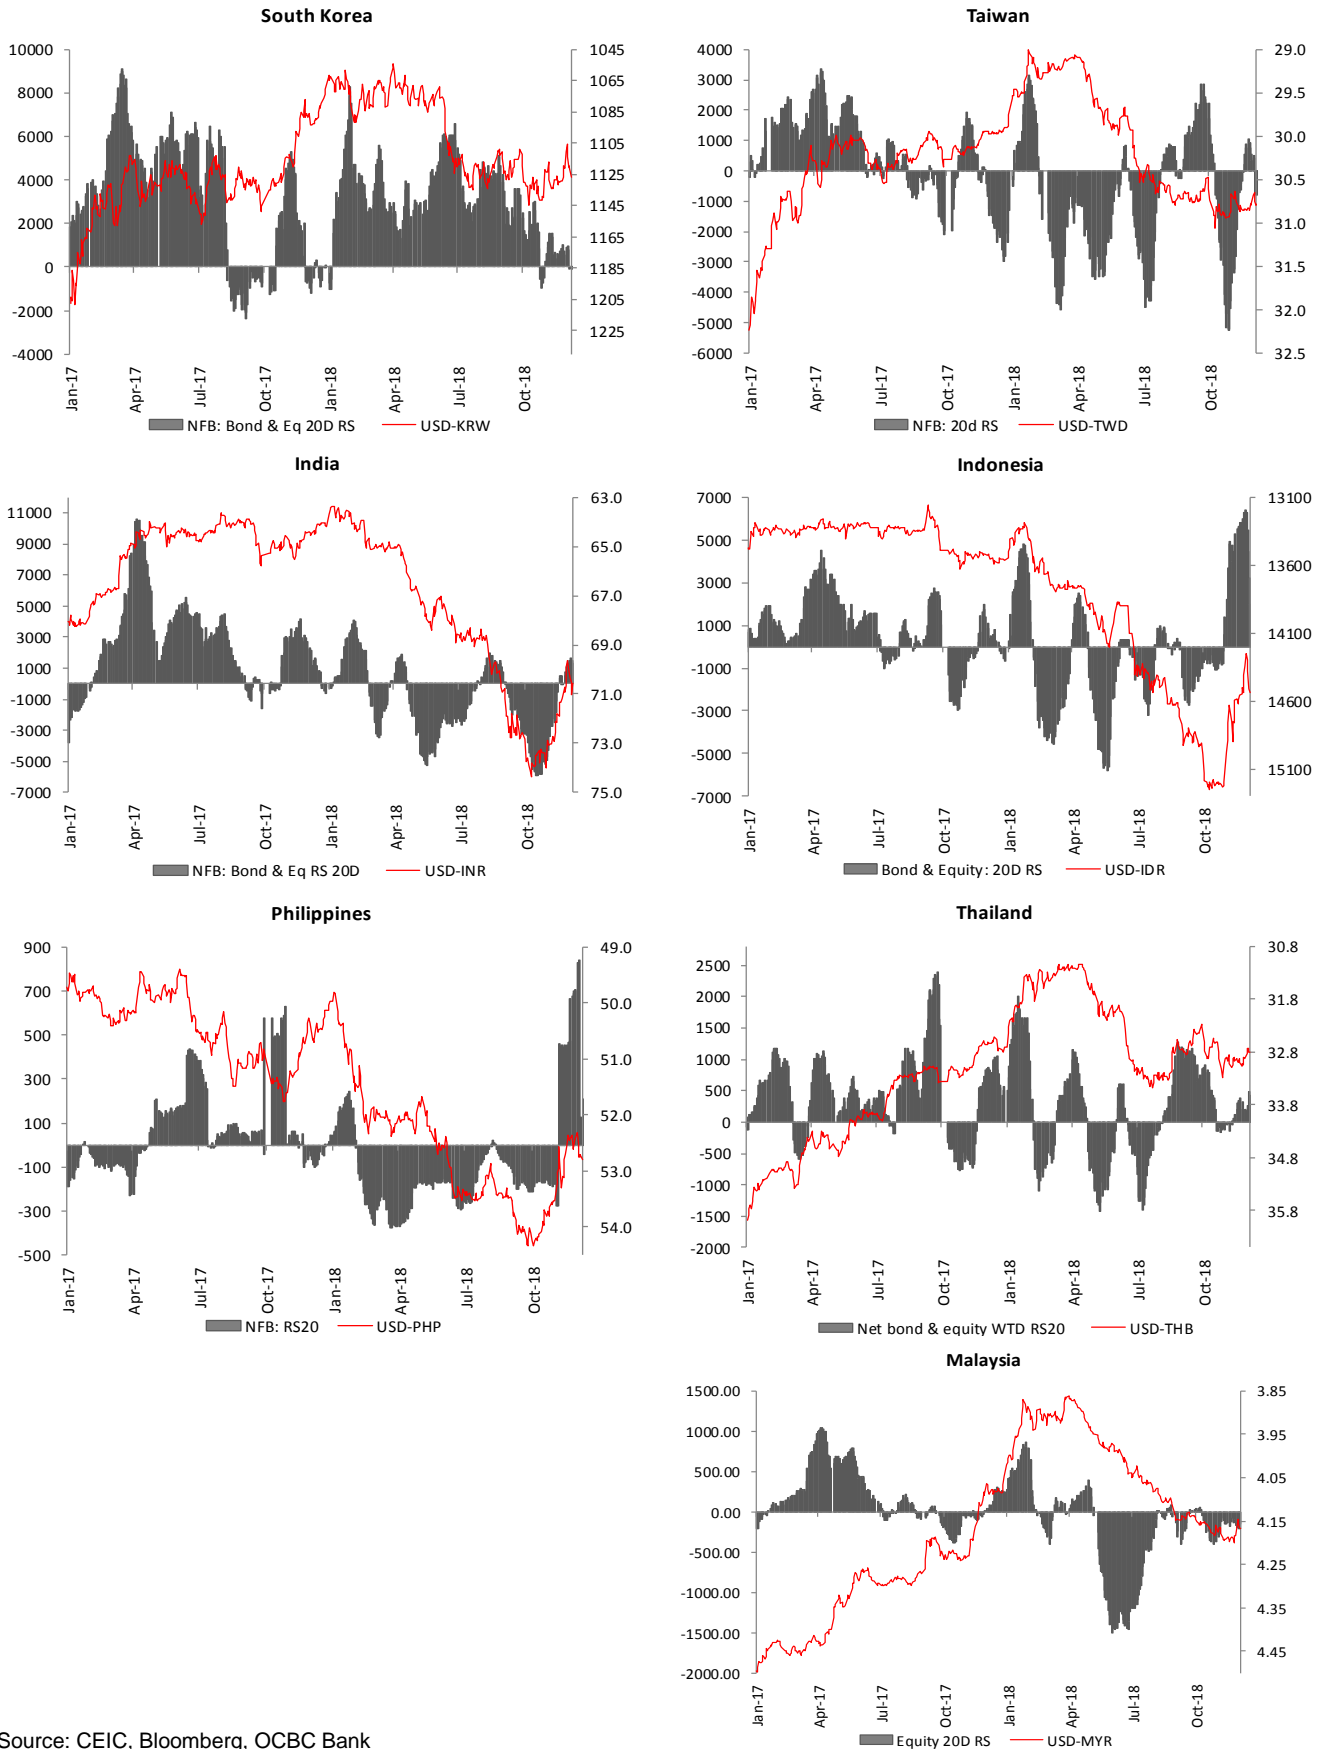 South Korea
10000
8000
6000
4000
2000
0
-2000
-4000
1045
1065
1085
1105
1125
1145
1165
1185
1205
1225
Jan-17
Apr-17
Jul-17
Oct-17
Jan-18
Apr-18
Jul-18
Oct-18
NFB: Bond & Eq 20D RS
USD-KRW
Taiwan
4000
3000
2000
1000
0
-1000
-2000
-3000
-4000
-5000
-6000
29.0
29.5
30.0
30.5
31.0
31.5
32.0
32.5
Jan-17
Apr-17
Jul-17
Oct-17
Jan-18
Apr-18
Jul-18
Oct-18
NFB: 20d RS
USD-TWD
India
11000
9000
7000
5000
3000
1000
-1000
-3000
-5000
-7000
63.0
65.0
67.0
69.0
71.0
73.0
75.0
Jan-17
Apr-17
Jul-17
Oct-17
Jan-18
Apr-18
Jul-18
Oct-18
NFB: Bond & Eq RS 20D
USD-INR
Indonesia
7000
5000
3000
1000
-1000
-3000
-5000
-7000
13100
13600
14100
14600
15100
Jan-17
Apr-17
Jul-17
Oct-17
Jan-18
Apr-18
Jul-18
Oct-18
Bond & Equity: 20D RS
USD-IDR
Philippines
900
700
500
300
100
-100
-300
-500
49.0
50.0
51.0
52.0
53.0
54.0
Jan-17
Apr-17
Jul-17
Oct-17
Jan-18
Apr-18
Jul-18
Oct-18
NFB: RS20
USD-PHP
Thailand
2500
2000
1500
1000
500
0
-500
-1000
-1500
-2000
30.8
31.8
32.8
33.8
34.8
35.8
Jan-17
Apr-17
Jul-17
Oct-17
Jan-18
Apr-18
Jul-18
Oct-18
Net bond & equity WTD RS20
USD-THB
Malaysia
1500.00
1000.00
500.00
0.00
-500.00
-1000.00
-1500.00
-2000.00
3.85
3.95
4.05
4.15
4.25
4.35
4.45
Jan-17
Apr-17
Jul-17
Oct-17
Jan-18
Apr-18
Jul-18
Oct-18
Equity 20D RS
USD-MYR
Source: CEIC, Bloomberg, OCBC Bank